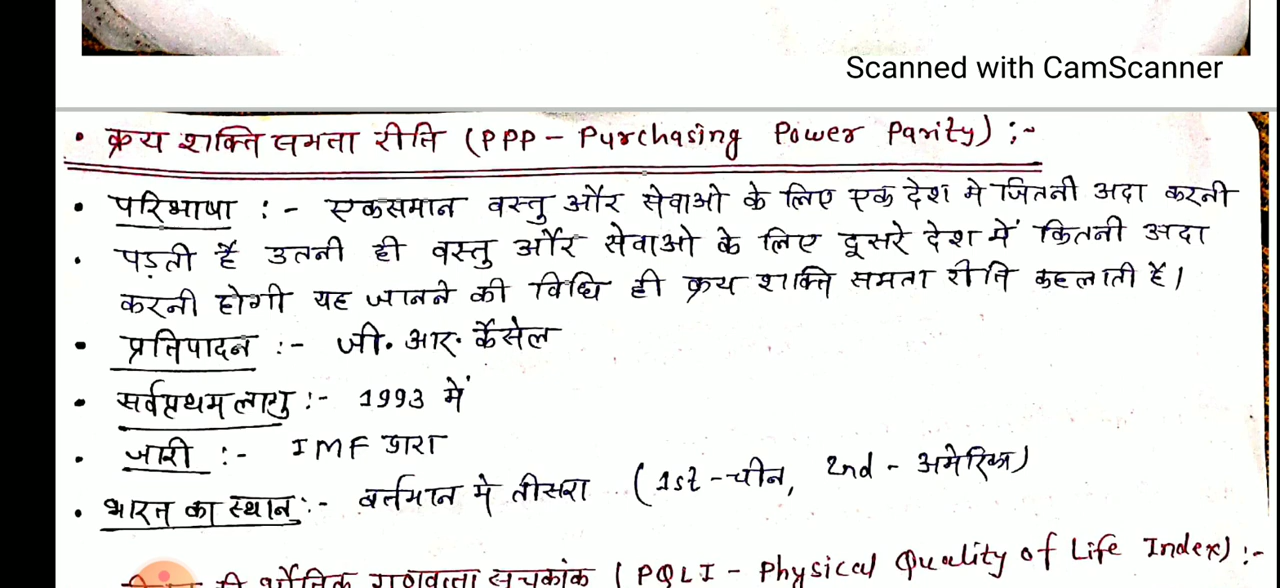 Scanned with CamScanner
• क्रय शक्ति समता रीति (PPP - Purchasing Power Parity) :-
• परिभाषा :- एकसमान वस्तु और सेवाओ के लिए एक देश मे जितनी अदा करनी
• पड़ती है उतनी ही वस्तु और सेवाओ के लिए दूसरे देश में कितनी अदा
करनी होगी यह जानने की विधि ही क्रय शक्ति समता रीति कहलाती है।
• प्रतिपादन :- जी. आर. कैसेल
• सर्वप्रथम लागु :- 1993 में
• जारी :- IMF द्वारा
• भारत का स्थान :- वर्तमान मे तीसरा (1st - चीन, 2nd - अमेरिका)
की भौतिक गुणवत्ता सूचकांक (PQLI - Physical Quality of Life Index) :-